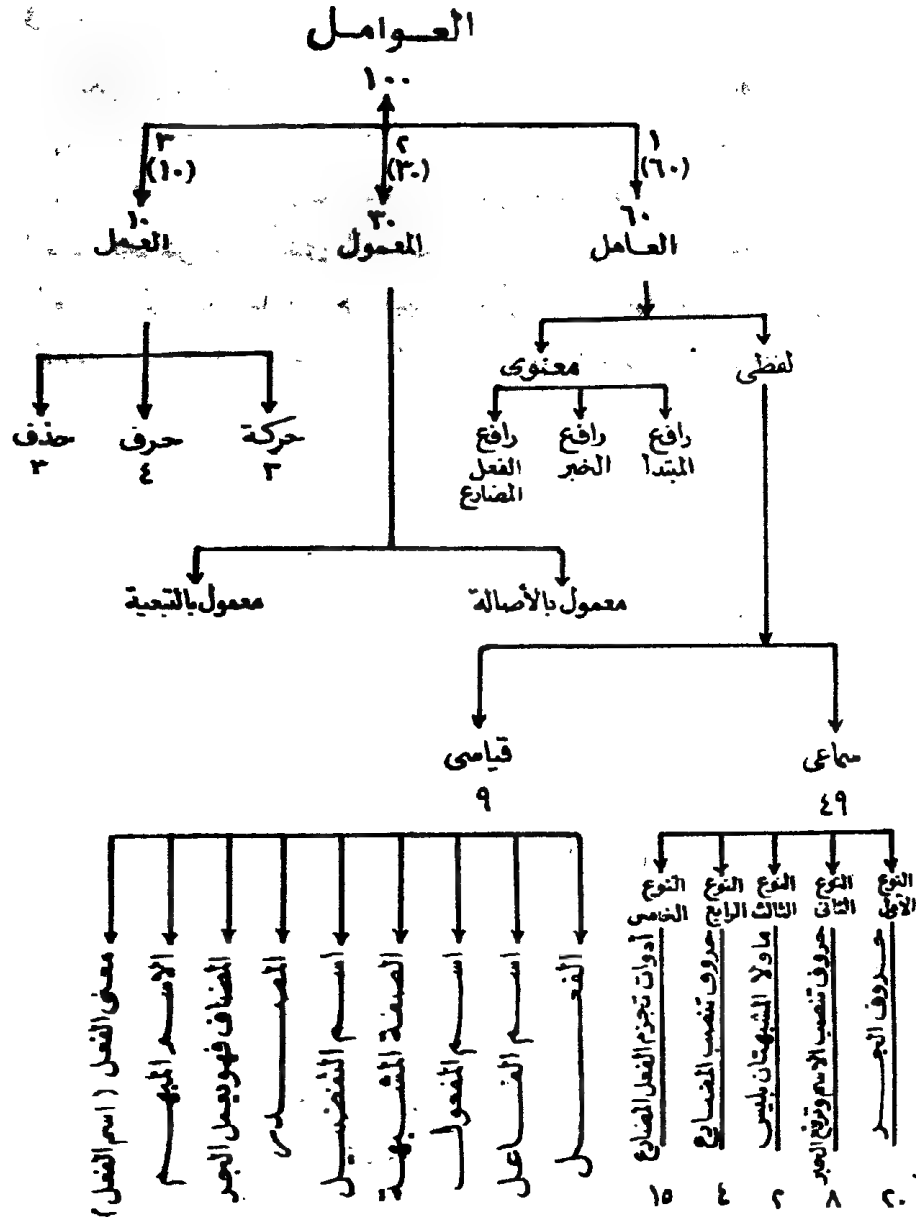 العوامل
١٠٠
١
(٦٠)
٢
(٣٠)
٣
(١٠)
٦٠
العامل
٣٠
المعمول
١٠
العمل
لفظى
معنوى
رافع المبتدأ
رافع الخبر
رافع الفعل المضارع
حركة
٣
حرف
٤
حذف
٣
معمول بالأصالة
معمول بالتبعية
سماعى
٤٩
قياسى
٩
النوع الأول
حروف الجر
٢٠
النوع الثانى
حروف تنصب الاسم وترفع الخبر
٨
النوع الثالث
ما ولا المشبهتان بليس
٢
النوع الرابع
حروف تنصب المضارع
٤
النوع الخامس
أدوات تجزم الفعل المضارع
١٥
الفعل
اسم الفاعل
اسم المفعول
الصفة المشبهة
اسم التفضيل
المصدر
المضاف فهو يعمل الجر
الاسم المبهم
معنى الفعل (اسم الفعل)